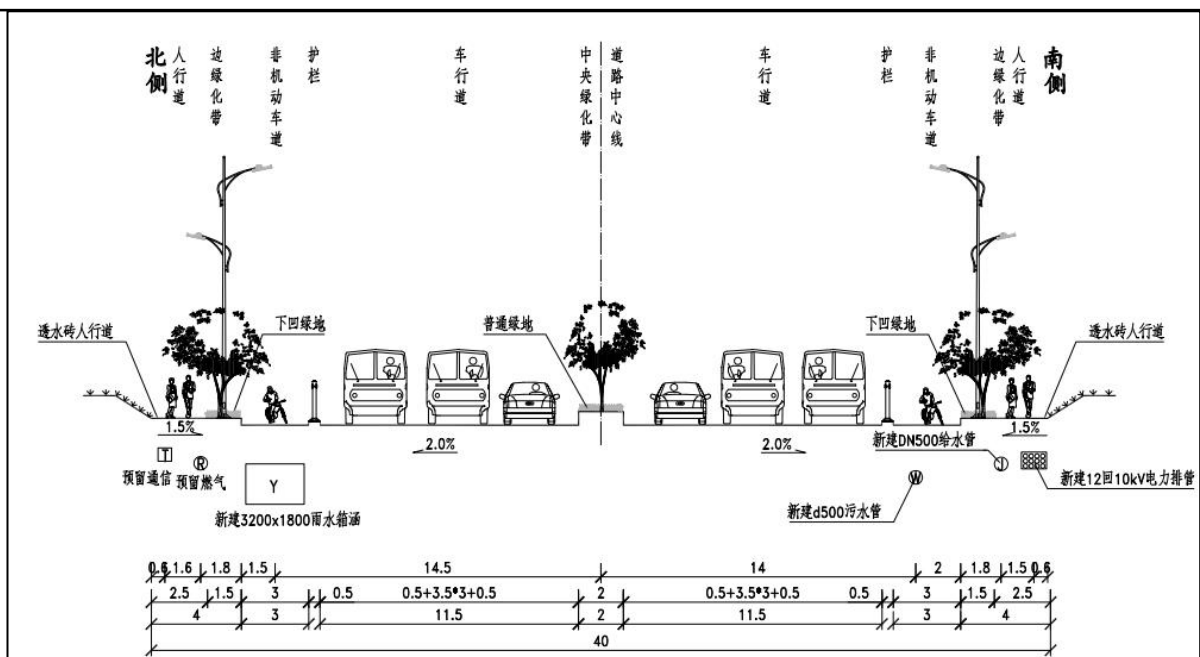 北侧
人行道
边绿化带
非机动车道
护栏
车行道
中央绿化带
道路中心线
车行道
护栏
非机动车道
边绿化带
人行道
南侧
透水砖人行道
下凹绿地
普通绿地
下凹绿地
透水砖人行道
1.5%
2.0%
2.0%
1.5%
新建DN500给水管
T
R
Y
W
J
预留通信
预留燃气
新建12回10kV电力排管
新建3200x1800雨水箱涵
新建d500污水管
0.6 1.6 1.8 1.5 14.5 14 2 1.8 1.5 0.6
2.5 1.5 3 0.5 0.5+3.5*3+0.5 2 0.5+3.5*3+0.5 0.5 3 1.5 2.5
4 3 11.5 2 11.5 3 4
40